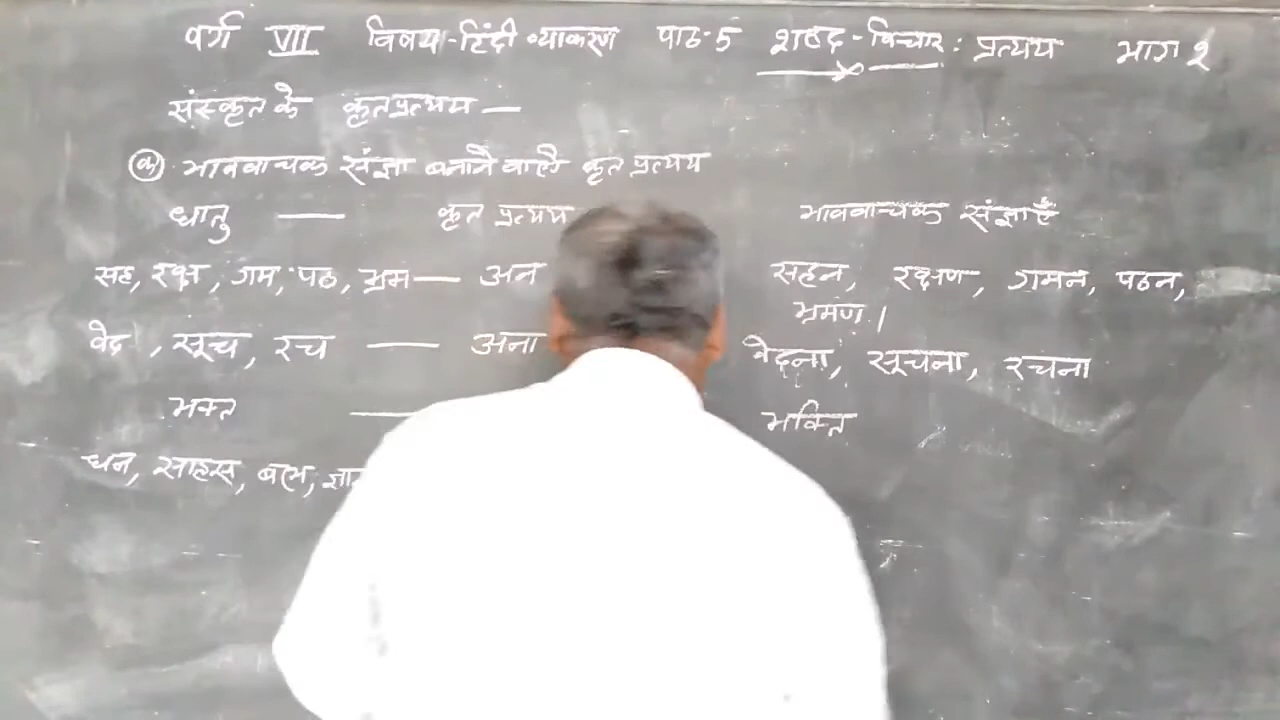 वर्ग VII विषय-हिंदी व्याकरण पाठ-5 शब्द-विचार: प्रत्यय भाग 2
संस्कृत के कृतप्रत्यय —
(क) भाववाचक संज्ञा बनाने वाले कृत प्रत्यय
धातु — कृत प्रत्यय भाववाचक संज्ञाएँ
सह, रक्ष, गम, पठ, भ्रम — अन सहन, रक्षण, गमन, पठन,
भ्रमण।
वेद, सूच, रच — अना वेदना, सूचना, रचना
भक्त — भक्ति
धन, साहस, बल,